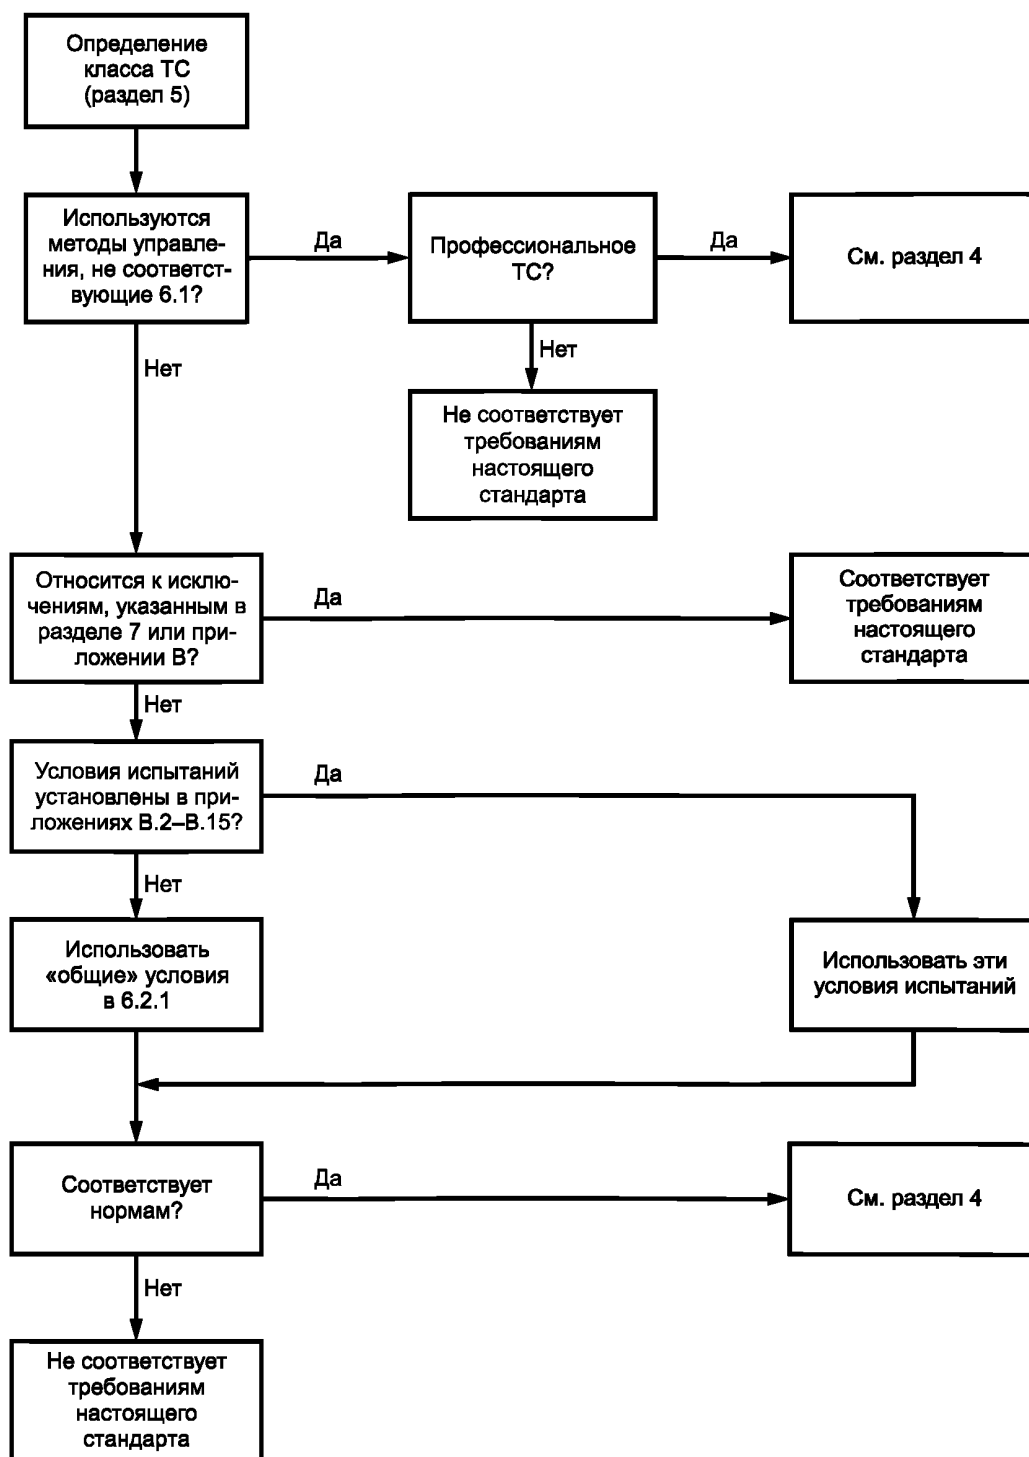 Определение
класса ТС
(раздел 5)
Используются
методы управле-
ния, не соответст-
вующие 6.1?
Да
Профессиональное
ТС?
Да
См. раздел 4
Нет
Нет
Не соответствует
требованиям
настоящего
стандарта
Относится к исклю-
чениям, указанным в
разделе 7 или при-
ложении В?
Да
Соответствует
требованиям
настоящего
стандарта
Нет
Условия испытаний
установлены в при-
ложениях В.2–В.15?
Да
Нет
Использовать
«общие» условия
в 6.2.1
Использовать эти
условия испытаний
Соответствует
нормам?
Да
См. раздел 4
Нет
Не соответствует
требованиям
настоящего
стандарта